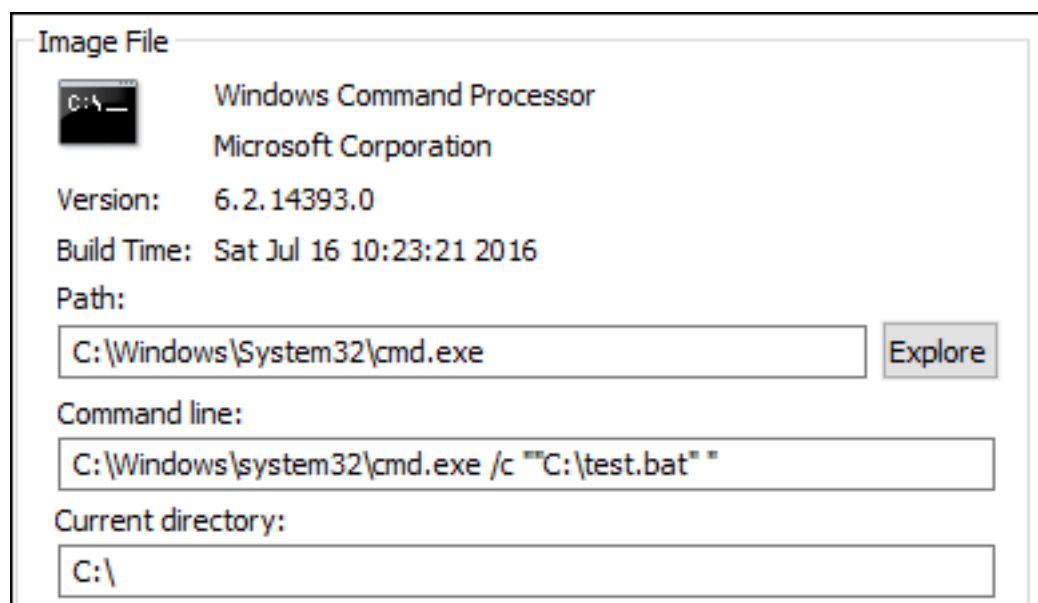 Image File
C:\
Windows Command Processor
Microsoft Corporation
Version: 6.2.14393.0
Build Time: Sat Jul 16 10:23:21 2016
Path:
C:\Windows\System32\cmd.exe Explore
Command line:
C:\Windows\system32\cmd.exe /c ""C:\test.bat" "
Current directory:
C:\